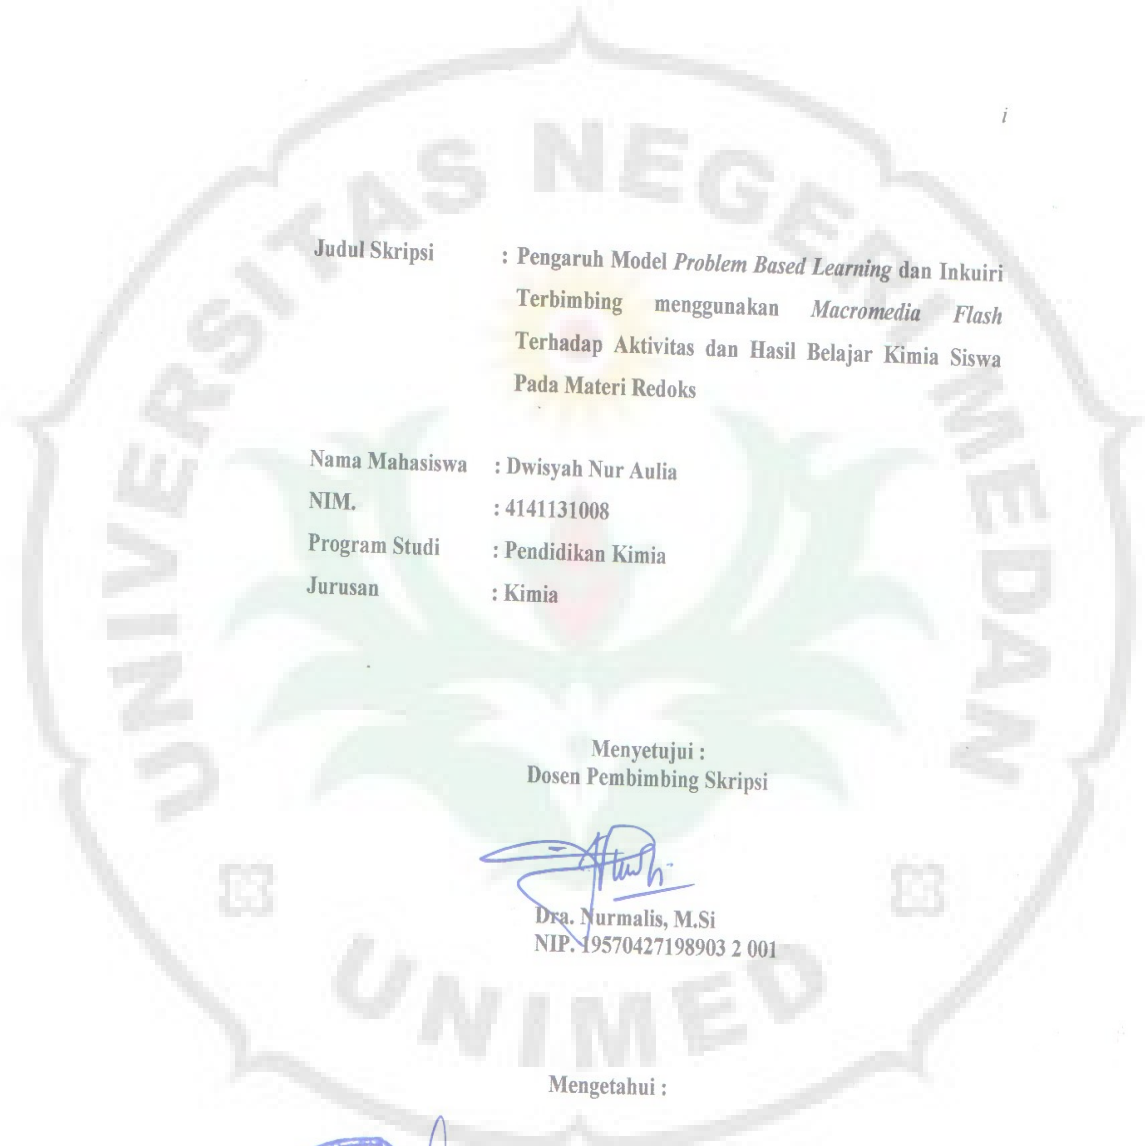 i
UNIVERSITAS NEGERI MEDAN
Judul Skripsi : Pengaruh Model Problem Based Learning dan Inkuiri
Terbimbing menggunakan Macromedia Flash
Terhadap Aktivitas dan Hasil Belajar Kimia Siswa
Pada Materi Redoks
Nama Mahasiswa : Dwisyah Nur Aulia
NIM. : 4141131008
Program Studi : Pendidikan Kimia
Jurusan : Kimia
Menyetujui :
Dosen Pembimbing Skripsi
Dra. Nurmalis, M.Si
NIP. 19570427198903 2 001
UNIMED
Mengetahui :